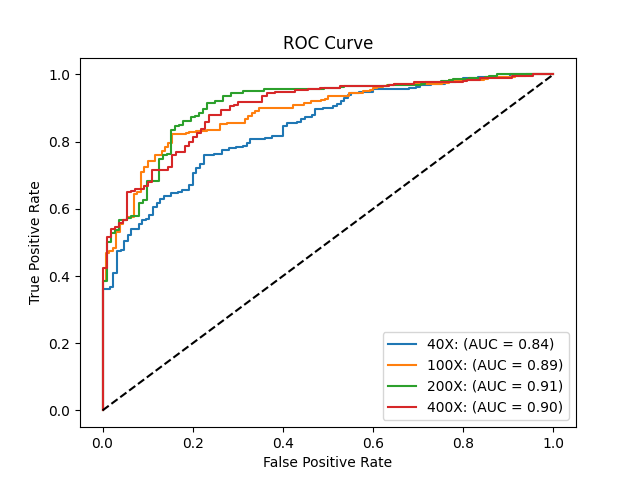 ROC Curve
True Positive Rate
1.0
0.8
0.6
0.4
0.2
0.0
40X: (AUC = 0.84)
100X: (AUC = 0.89)
200X: (AUC = 0.91)
400X: (AUC = 0.90)
0.0 0.2 0.4 0.6 0.8 1.0
False Positive Rate